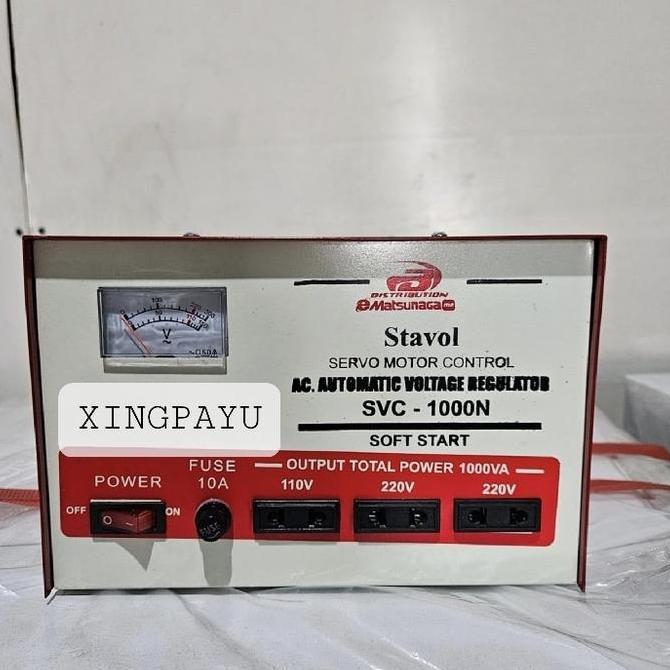 DISTRIBUTION
Matsunaga
Stavol
SERVO MOTOR CONTROL
AC. AUTOMATIC VOLTAGE REGULATOR
SVC - 1000N
SOFT START
XINGPAYU
POWER
OFF
ON
FUSE
10A
OUTPUT TOTAL POWER 1000VA
110V
220V
220V
FUSE